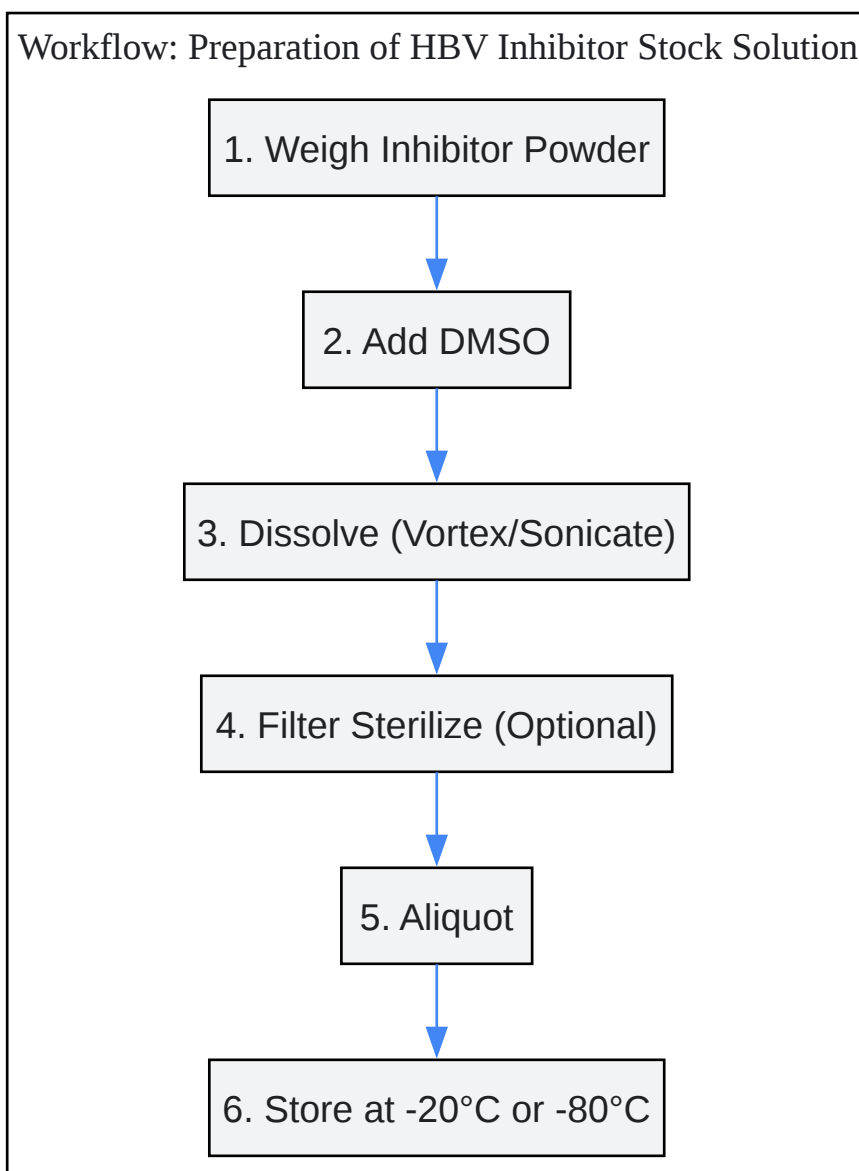 Workflow: Preparation of HBV Inhibitor Stock Solution
1. Weigh Inhibitor Powder
2. Add DMSO
3. Dissolve (Vortex/Sonicate)
4. Filter Sterilize (Optional)
5. Aliquot
6. Store at -20°C or -80°C